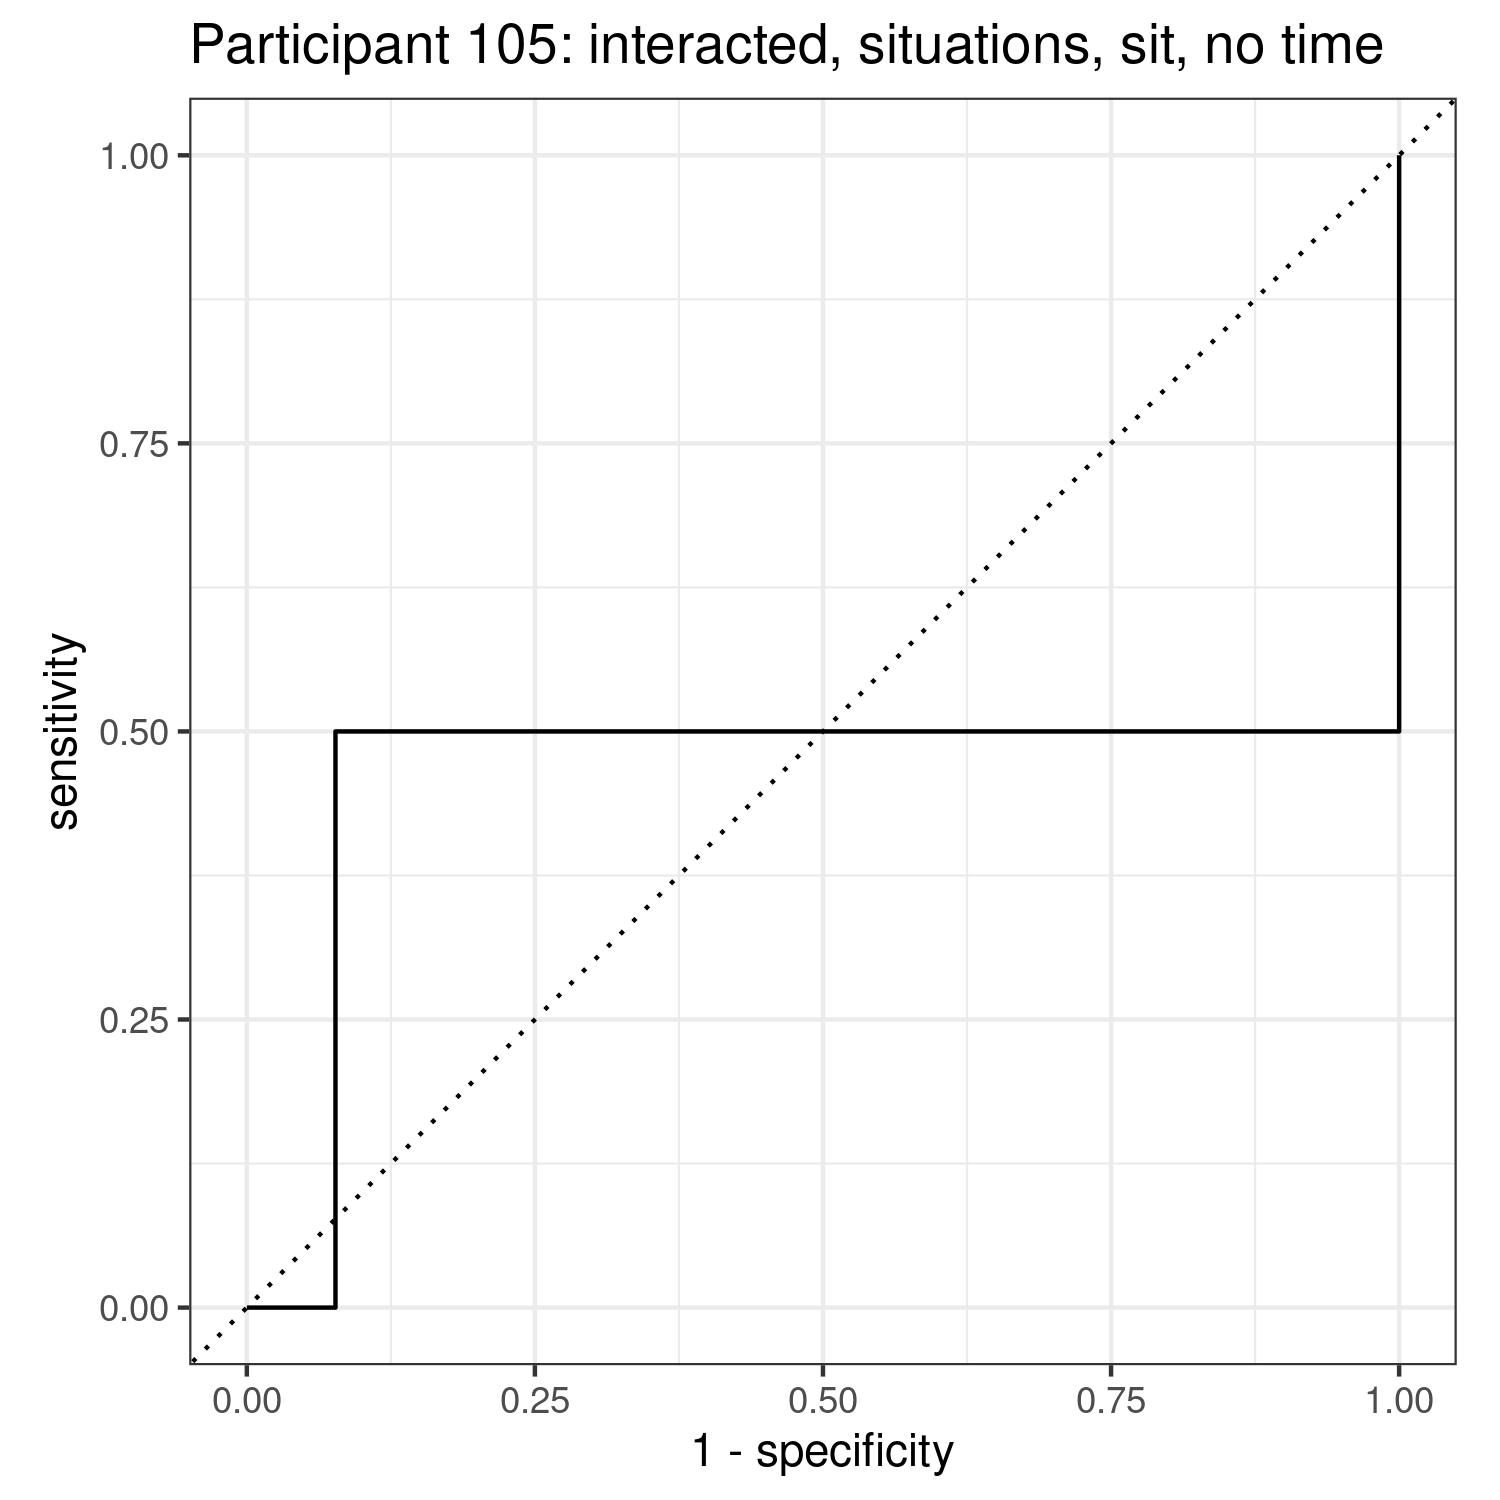 Participant 105: interacted, situations, sit, no time
1.00
0.75
0.50
0.25
0.00
sensitivity
0.00 0.25 0.50 0.75 1.00
1 - specificity